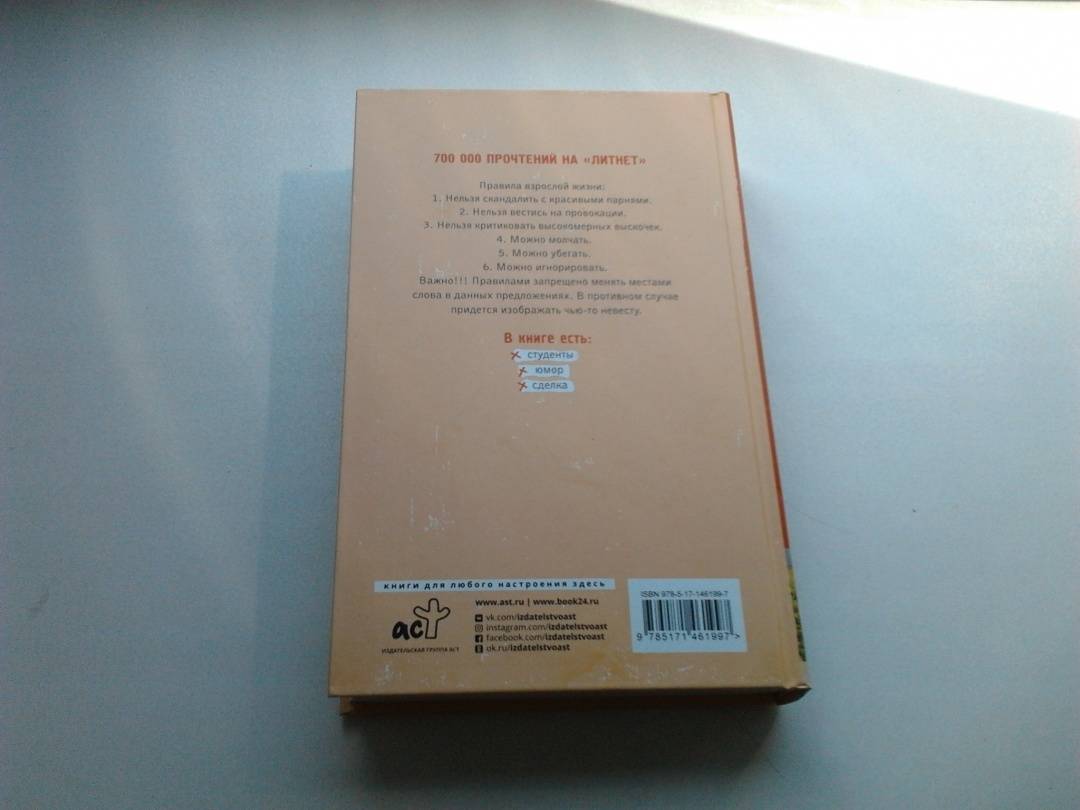 700 000 ПРОЧТЕНИЙ НА «ЛИТНЕТ»
Правила взрослой жизни:
1. Нельзя скандалить с красивыми парнями.
2. Нельзя вестись на провокации.
3. Нельзя критиковать высокомерных выскочек.
4. Можно молчать.
5. Можно убегать.
6. Можно игнорировать.
Важно!!! Правилами запрещено менять местами
слова в данных предложениях. В противном случае
придется изображать чью-то невесту.
В книге есть:
студенты
юмор
сделка
книги для любого настроения здесь
аст
ИЗДАТЕЛЬСКАЯ ГРУППА АСТ
www.ast.ru | www.book24.ru
vk.com/izdatelstvoast
instagram.com/izdatelstvoast
facebook.com/izdatelstvoast
ok.ru/izdatelstvoast
ISBN 978-5-17-146199-7
9 785171 461997 >